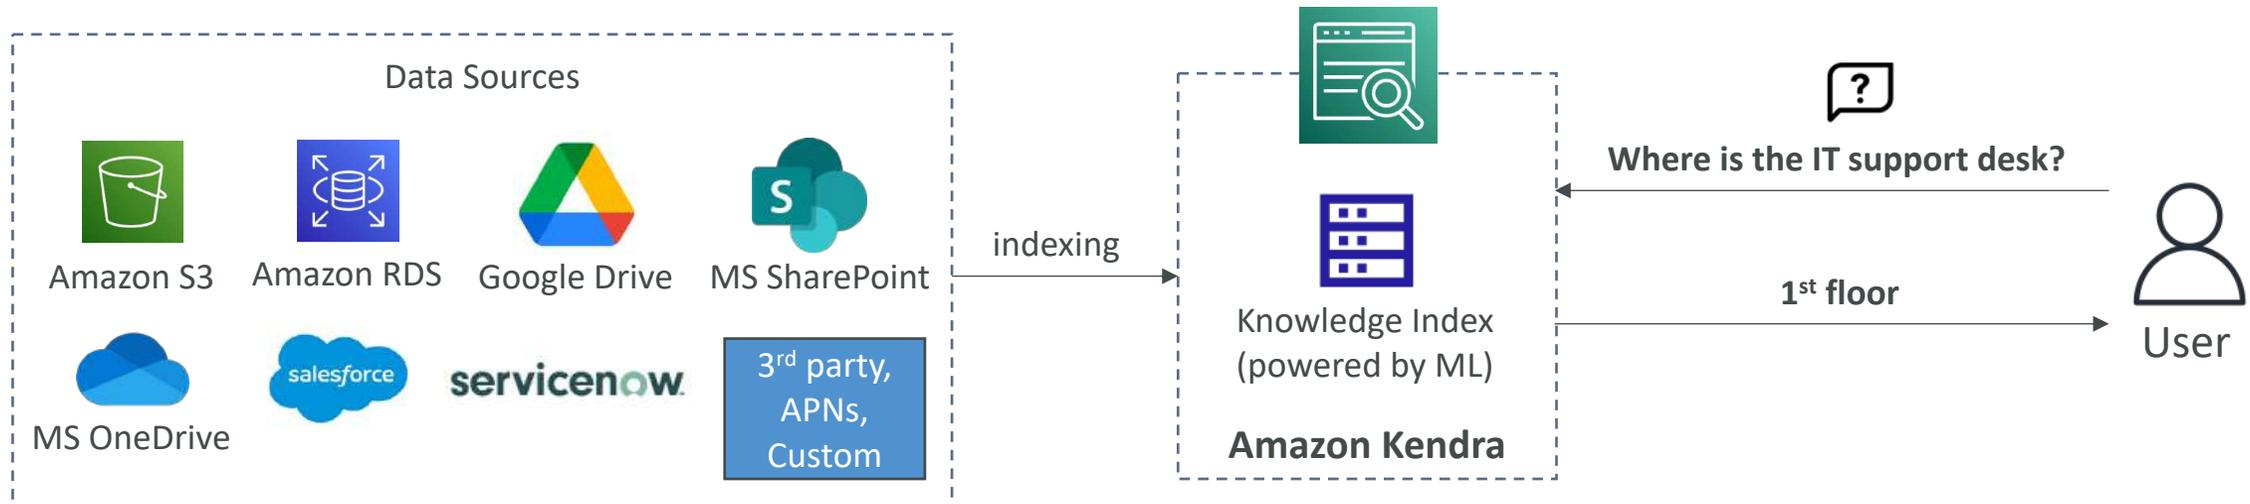 Data Sources
Amazon S3
Amazon RDS
Google Drive
S
MS SharePoint
MS OneDrive
salesforce
servicenow
3rd party,
APNs,
Custom
indexing
Knowledge Index
(powered by ML)
Amazon Kendra
?
Where is the IT support desk?
1st floor
User